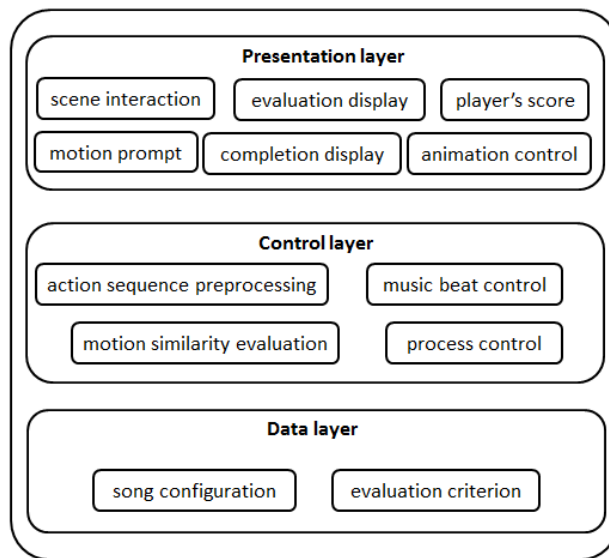 Presentation layer
scene interaction
evaluation display
player's score
motion prompt
completion display
animation control
Control layer
action sequence preprocessing
music beat control
motion similarity evaluation
process control
Data layer
song configuration
evaluation criterion